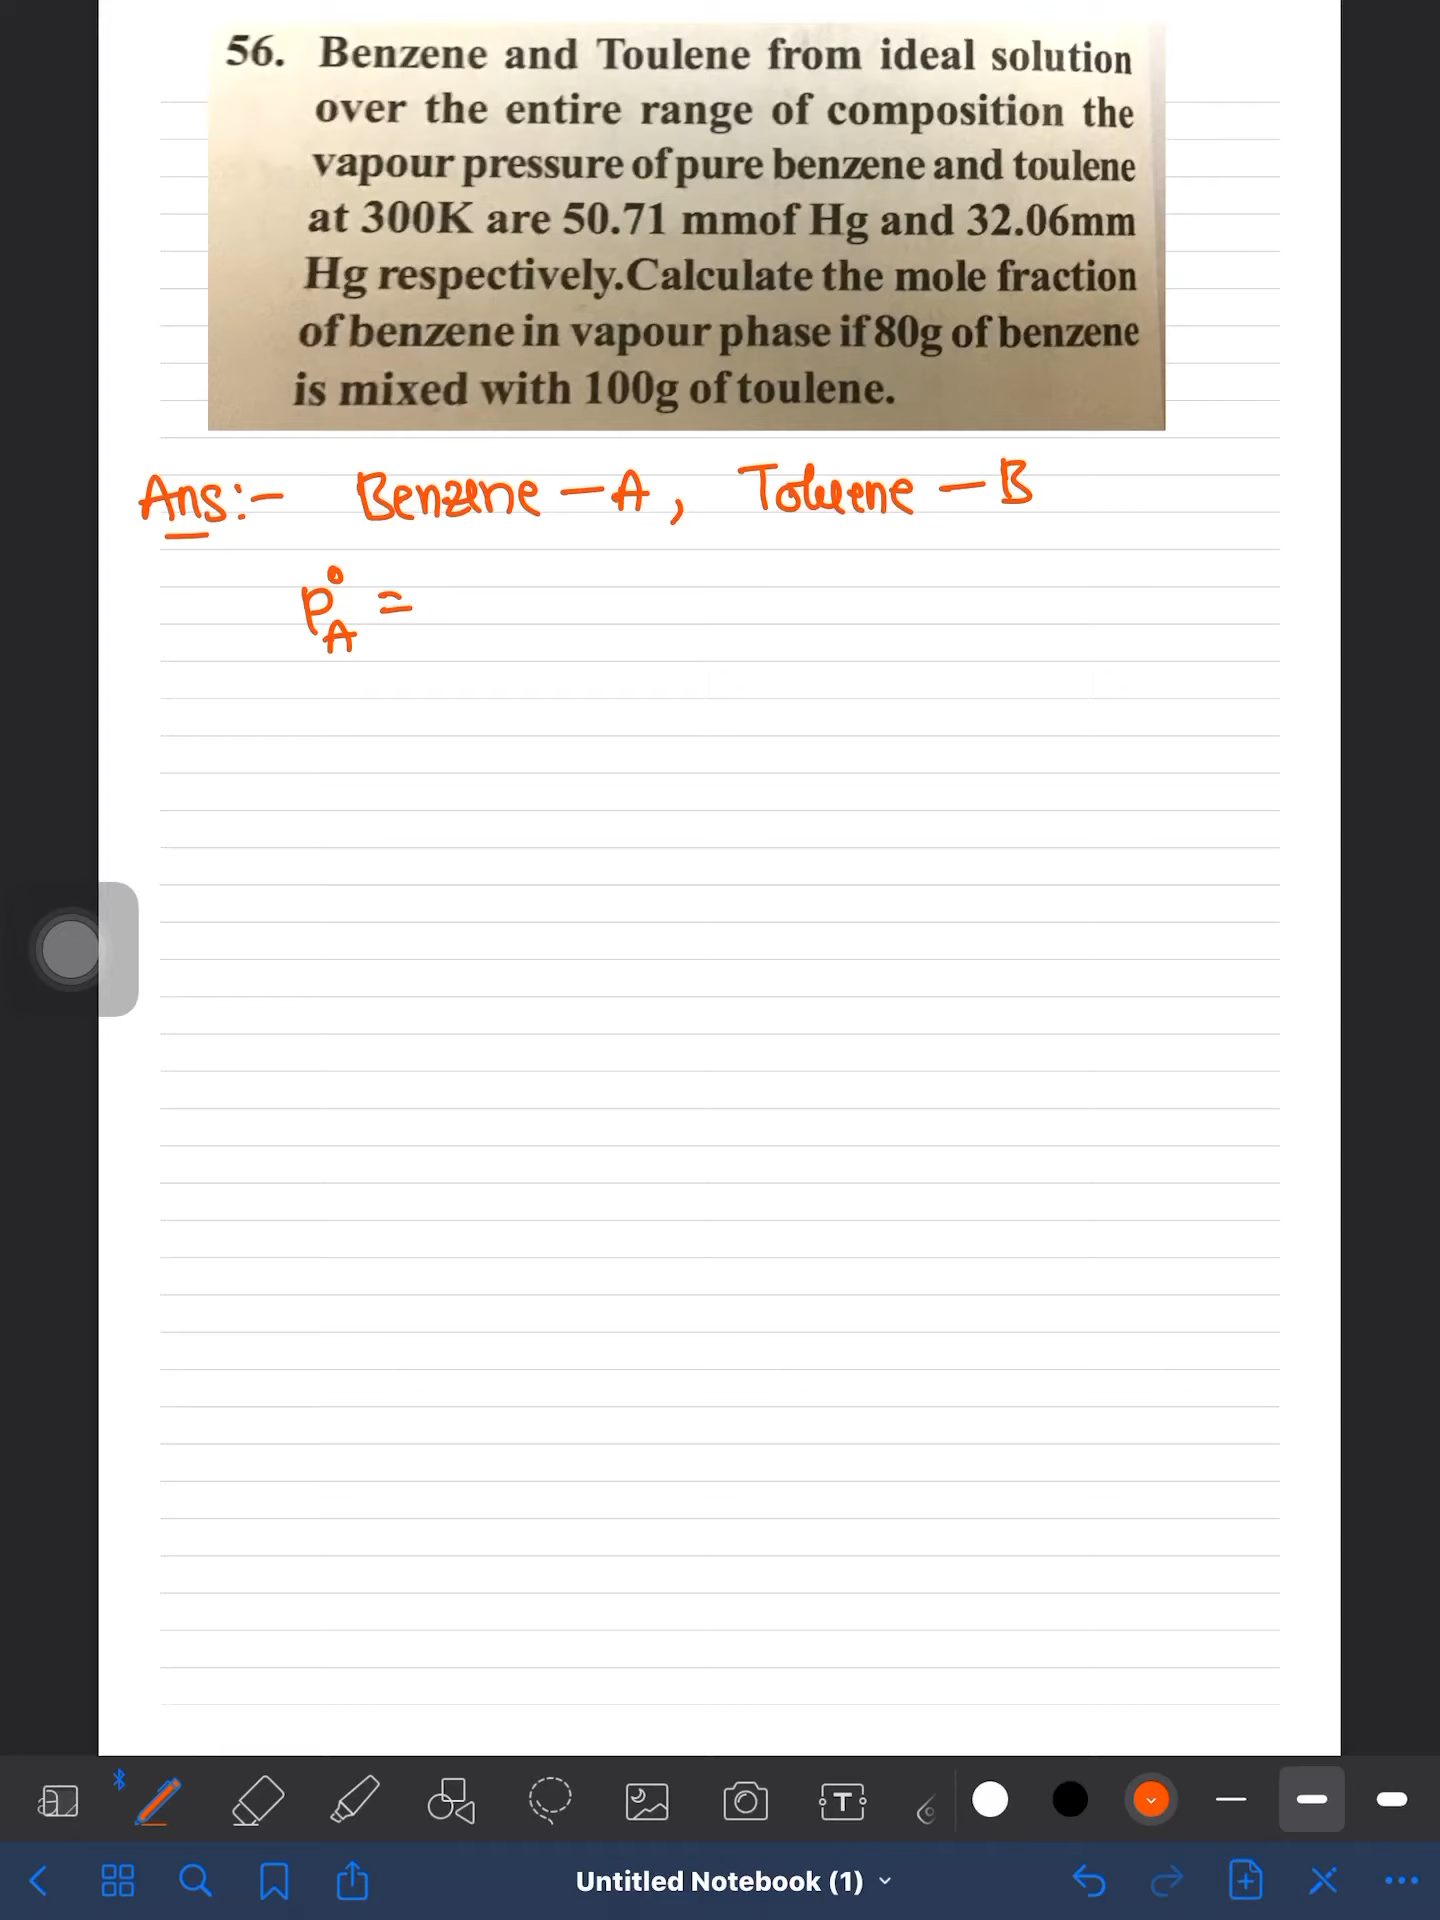 56. Benzene and Toulene from ideal solution
over the entire range of composition the
vapour pressure of pure benzene and toulene
at 300K are 50.71 mmof Hg and 32.06mm
Hg respectively.Calculate the mole fraction
of benzene in vapour phase if 80g of benzene
is mixed with 100g of toulene.
Ans:- Benzene - A, Toluene - B
P°A =
Untitled Notebook (1)